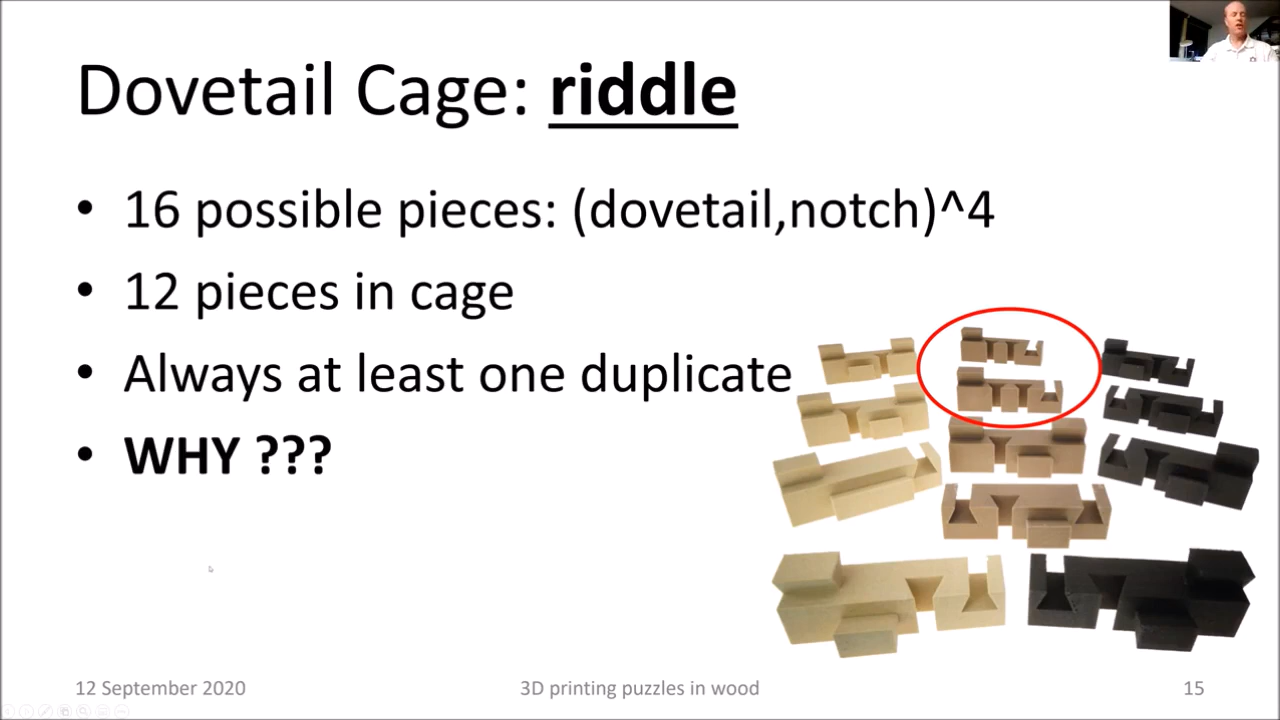 Dovetail Cage: riddle
• 16 possible pieces: (dovetail,notch)^4
• 12 pieces in cage
• Always at least one duplicate
• WHY ???
12 September 2020
3D printing puzzles in wood
15